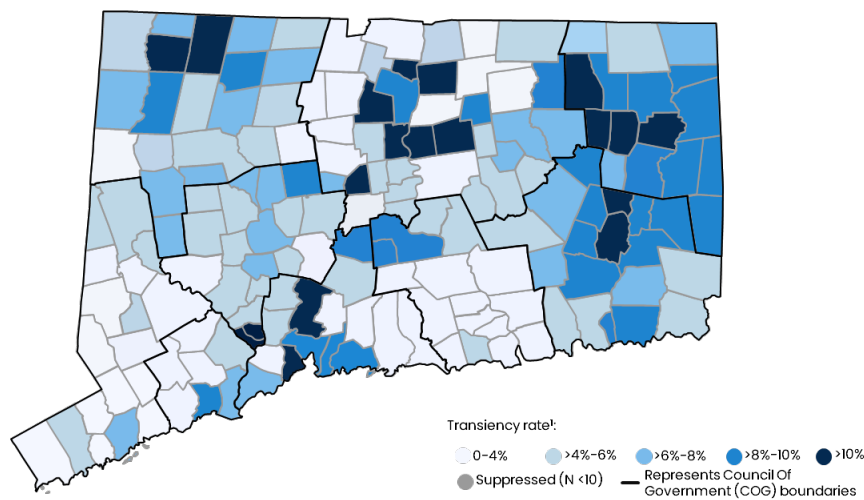 Transiency rate¹:
0-4% >4%-6% >6%-8% >8%-10% >10%
Suppressed (N <10) Represents Council Of
Government (COG) boundaries